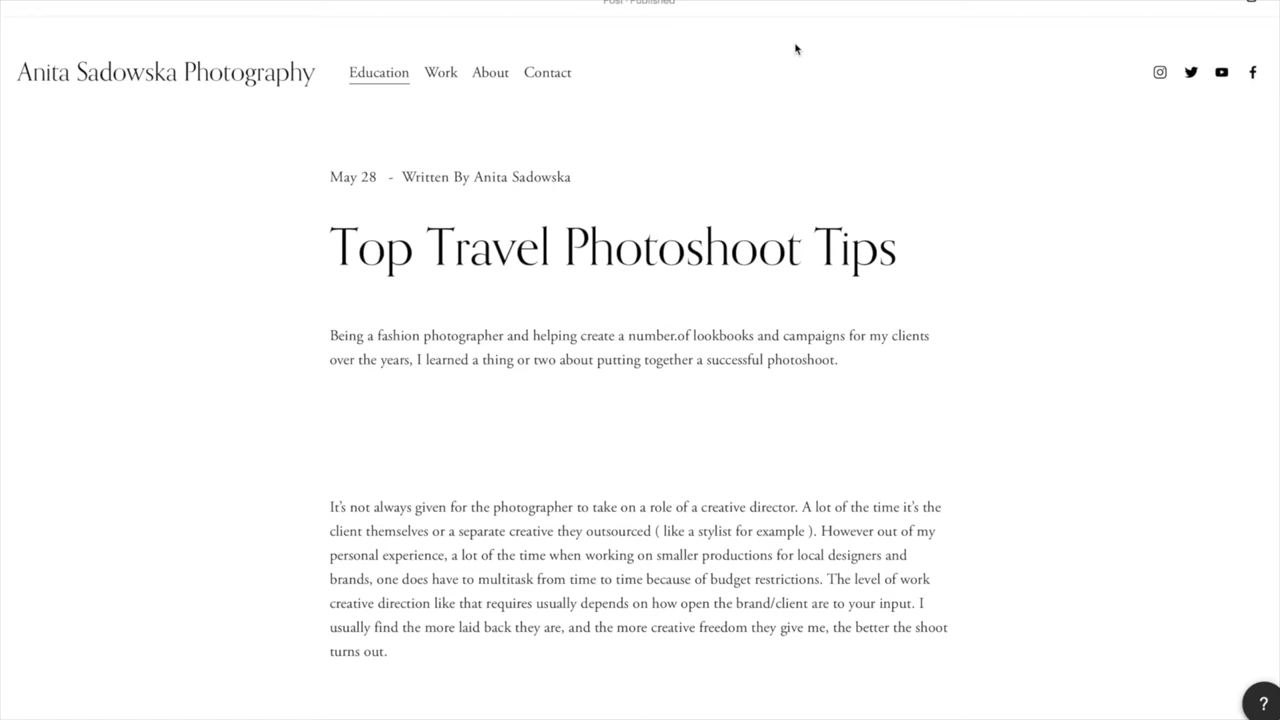 Post · Published
Anita Sadowska Photography
Education Work About Contact
May 28 - Written By Anita Sadowska
Top Travel Photoshoot Tips
Being a fashion photographer and helping create a number.of lookbooks and campaigns for my clients
over the years, I learned a thing or two about putting together a successful photoshoot.
It’s not always given for the photographer to take on a role of a creative director. A lot of the time it’s the
client themselves or a separate creative they outsourced ( like a stylist for example ). However out of my
personal experience, a lot of the time when working on smaller productions for local designers and
brands, one does have to multitask from time to time because of budget restrictions. The level of work
creative direction like that requires usually depends on how open the brand/client are to your input. I
usually find the more laid back they are, and the more creative freedom they give me, the better the shoot
turns out.
?